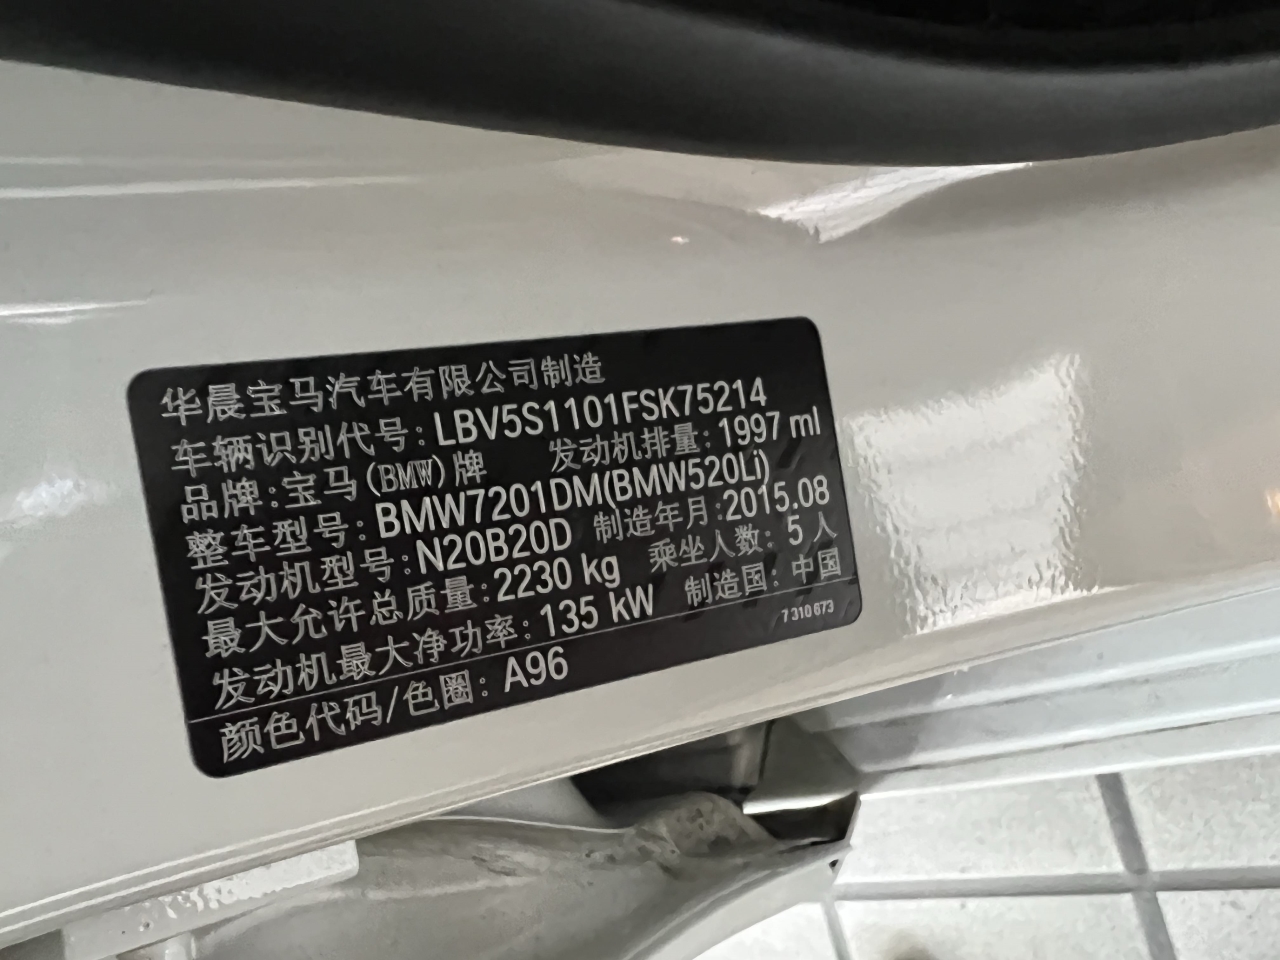 华晨宝马汽车有限公司制造
车辆识别代号：LBV5S1101FSK75214
品牌：宝马(BMW)牌 发动机排量：1997 ml
整车型号：BMW7201DM(BMW520Li)
发动机型号：N20B20D 制造年月：2015.08
最大允许总质量：2230 kg 乘坐人数：5 人
发动机最大净功率：135 kW 制造国：中国
颜色代码/色圈：A96 7310673